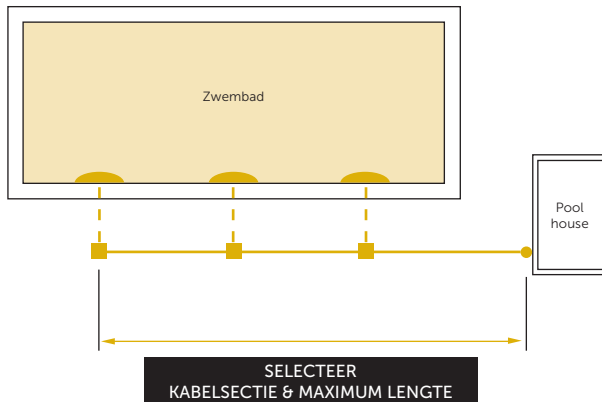 Zwembad
Pool
house
SELECTEER
KABELSECTIE & MAXIMUM LENGTE